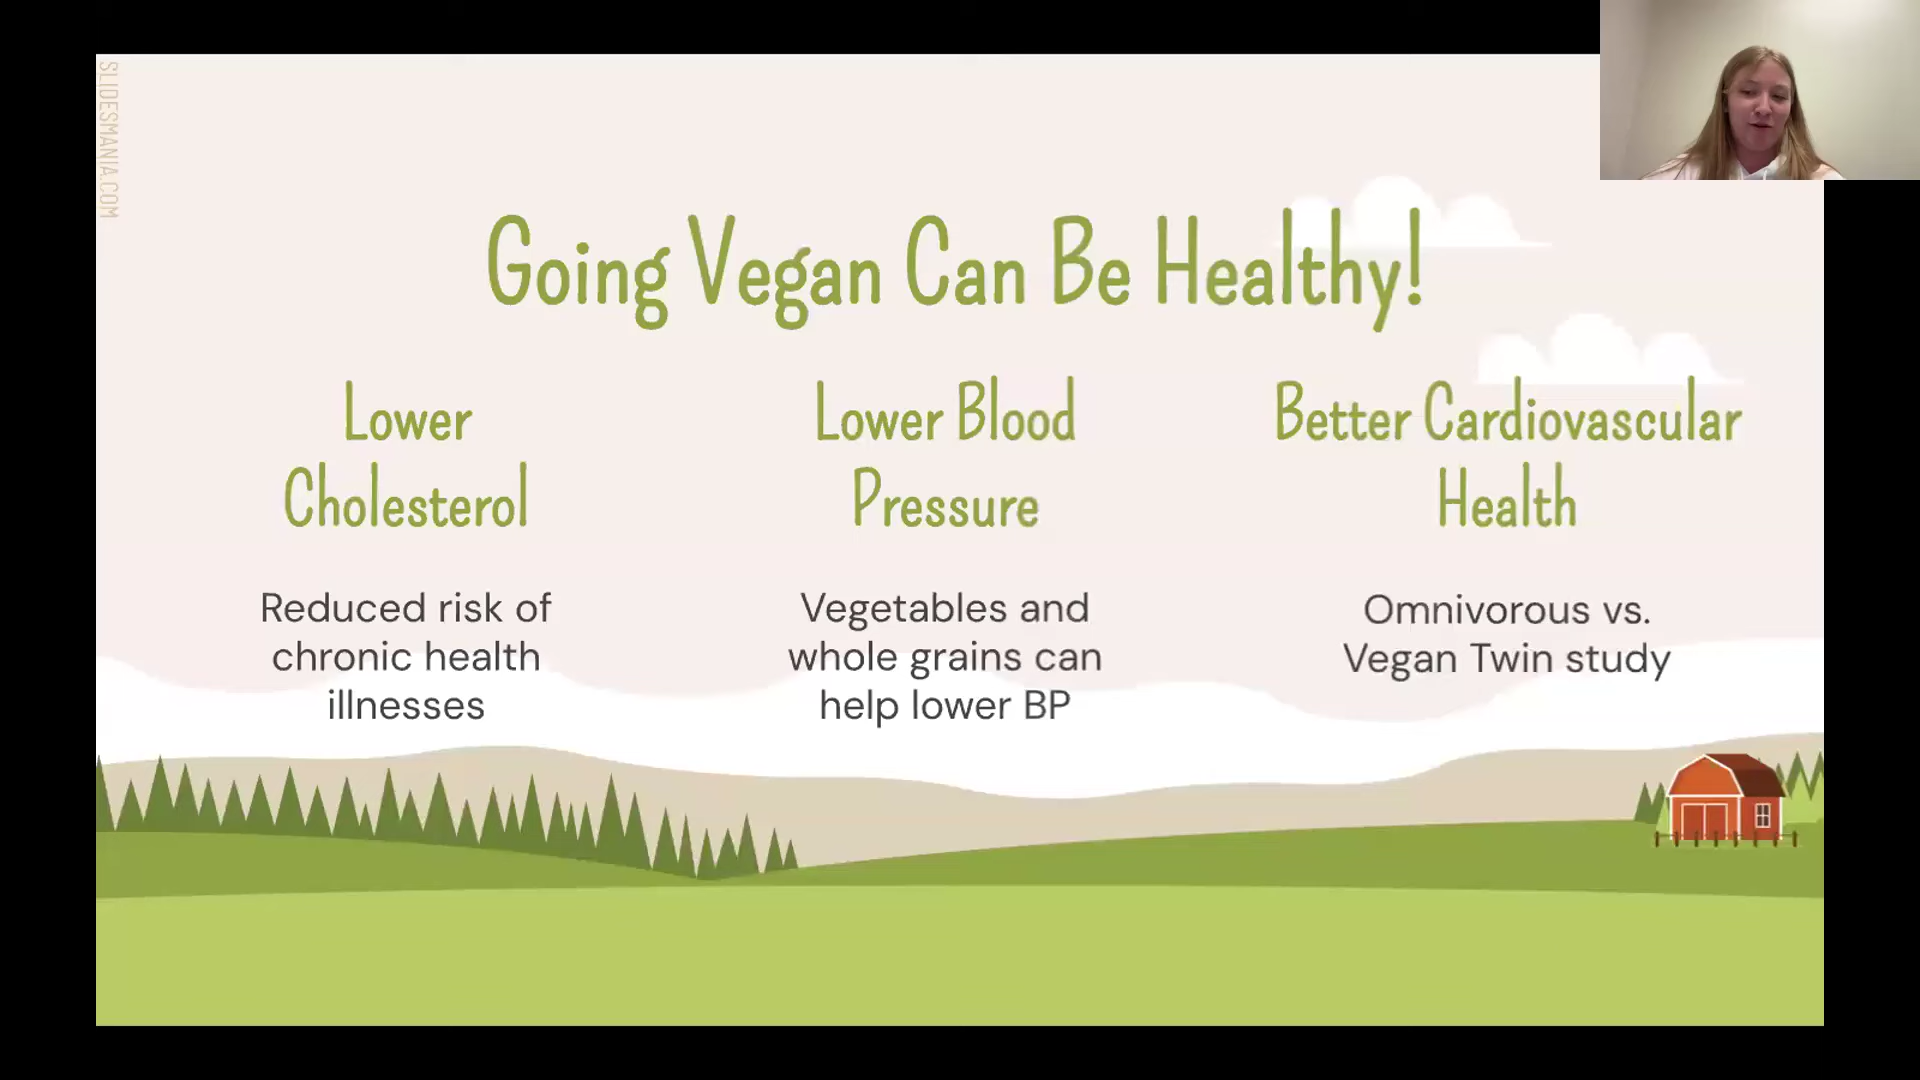 SLIDESMANIA.COM
Going Vegan Can Be Healthy!
Lower
Cholesterol
Reduced risk of
chronic health
illnesses
Lower Blood
Pressure
Vegetables and
whole grains can
help lower BP
Better Cardiovascular
Health
Omnivorous vs.
Vegan Twin study